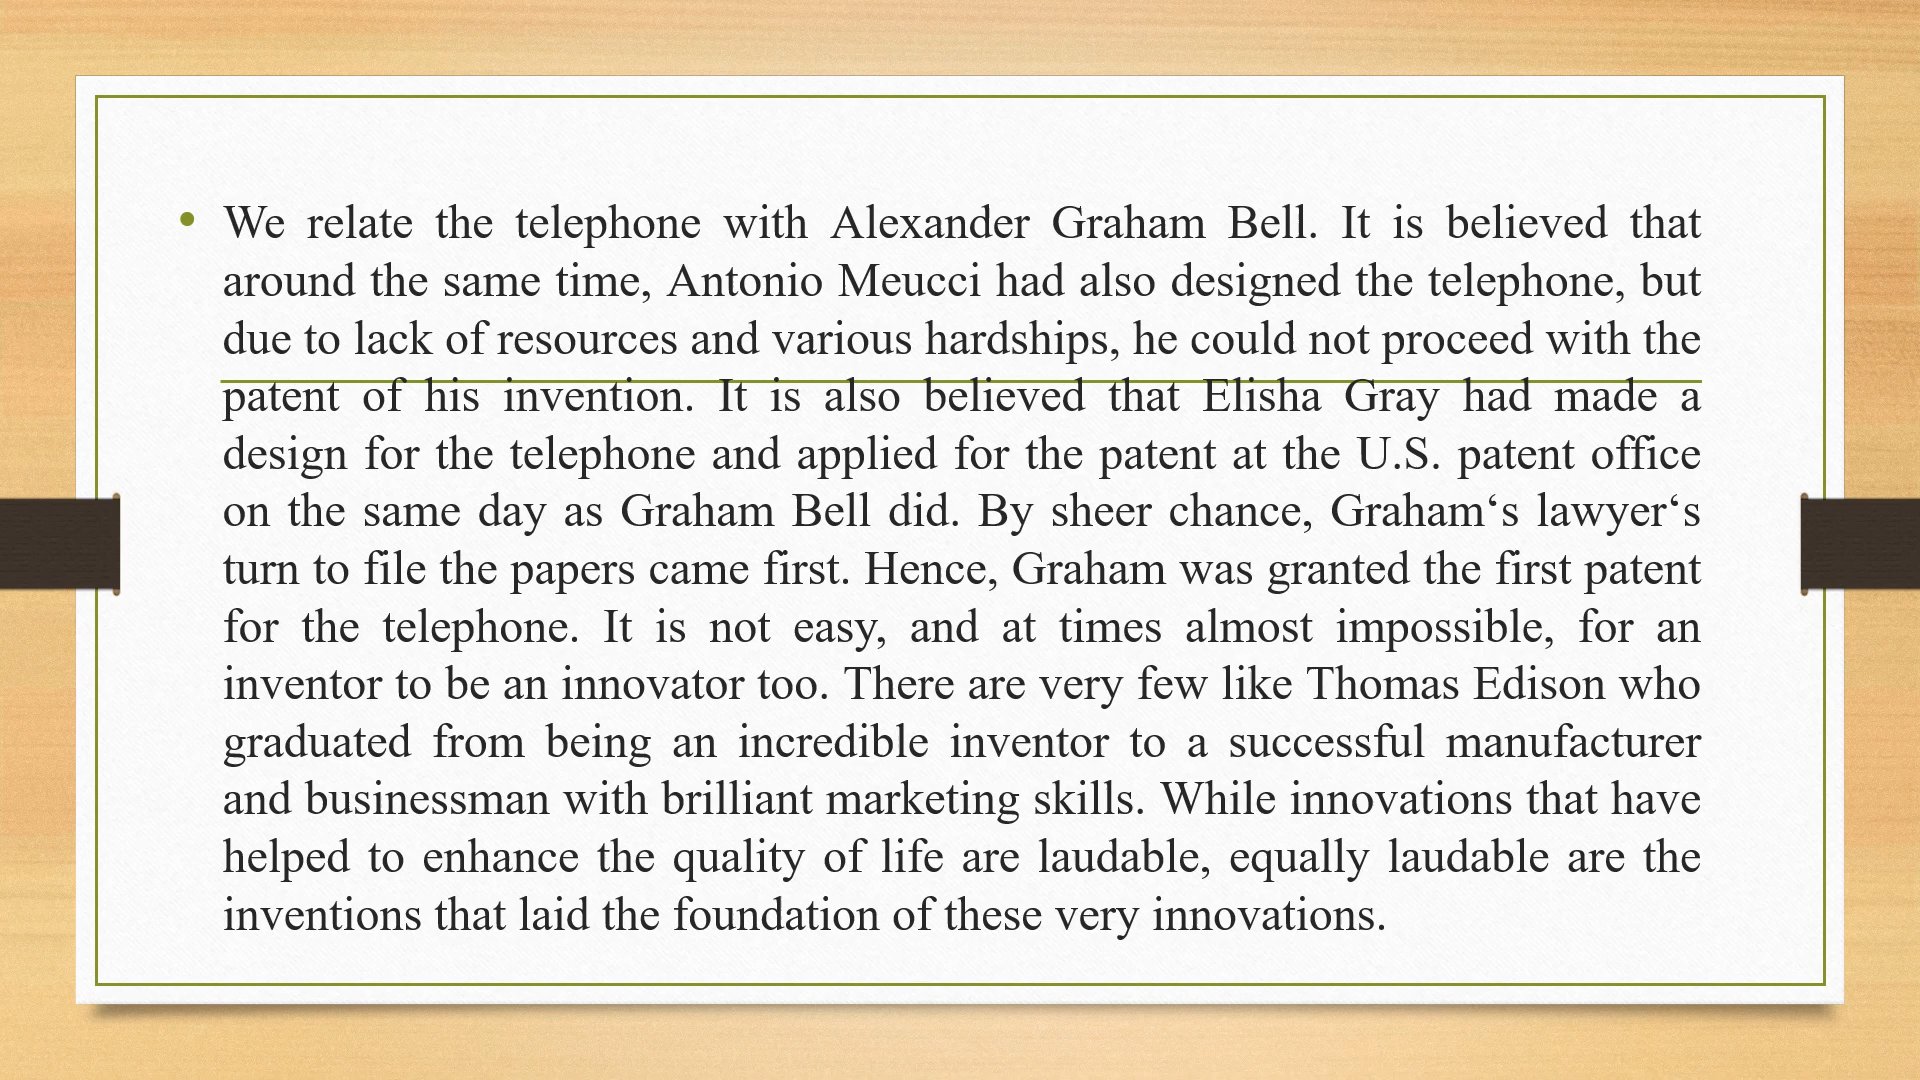 • We relate the telephone with Alexander Graham Bell. It is believed that
around the same time, Antonio Meucci had also designed the telephone, but
due to lack of resources and various hardships, he could not proceed with the
patent of his invention. It is also believed that Elisha Gray had made a
design for the telephone and applied for the patent at the U.S. patent office
on the same day as Graham Bell did. By sheer chance, Graham‘s lawyer‘s
turn to file the papers came first. Hence, Graham was granted the first patent
for the telephone. It is not easy, and at times almost impossible, for an
inventor to be an innovator too. There are very few like Thomas Edison who
graduated from being an incredible inventor to a successful manufacturer
and businessman with brilliant marketing skills. While innovations that have
helped to enhance the quality of life are laudable, equally laudable are the
inventions that laid the foundation of these very innovations.